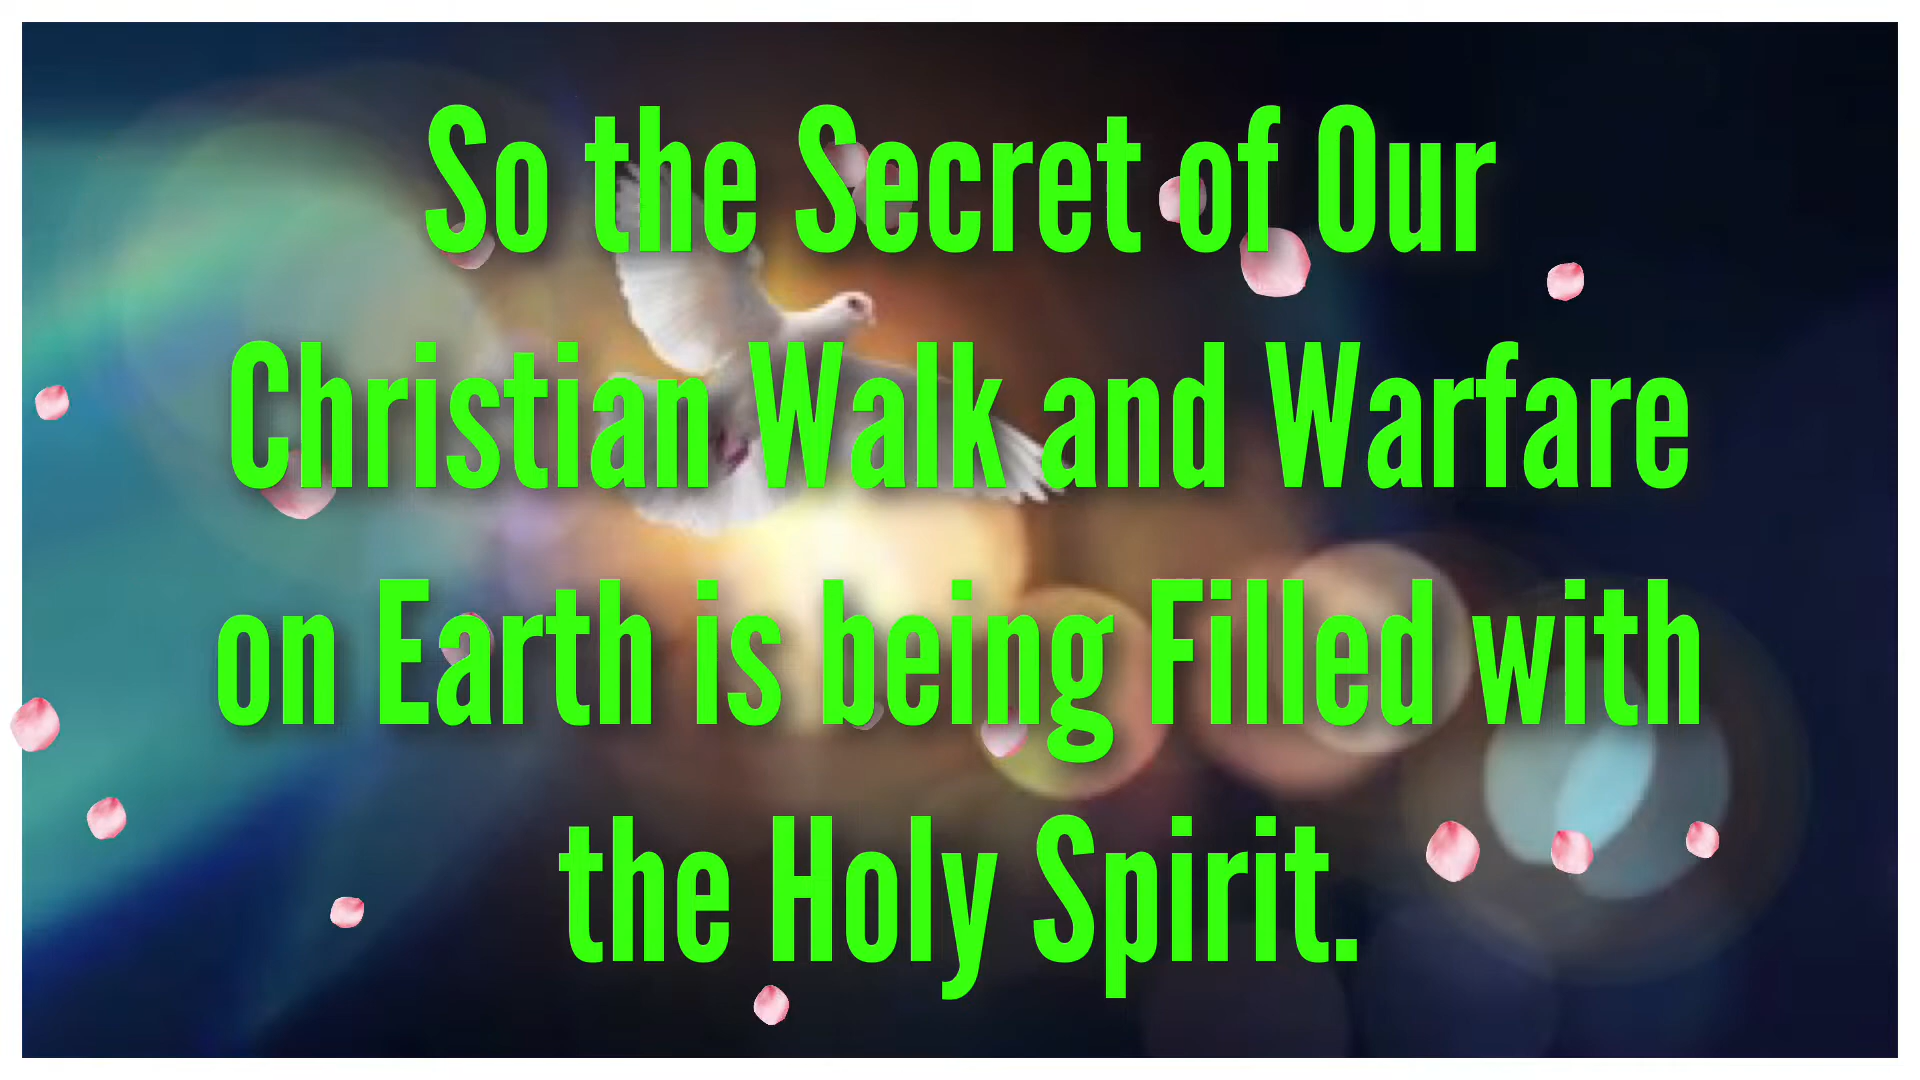 So the Secret of Our
Christian Walk and Warfare
on Earth is being Filled with
the Holy Spirit.